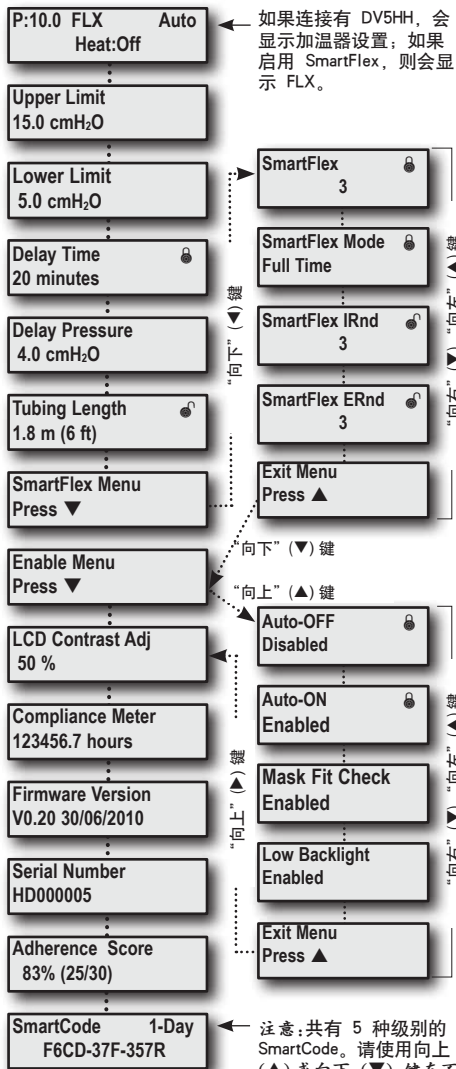 P:10.0 FLX Auto
Heat:Off
如果连接有 DV5HH, 会
显示加温器设置; 如果
启用 SmartFlex, 则会显
示 FLX。
Upper Limit
15.0 cmH₂O
Lower Limit
5.0 cmH₂O
Delay Time
20 minutes
Delay Pressure
4.0 cmH₂O
Tubing Length
1.8 m (6 ft)
SmartFlex Menu
Press ▼
“向下” (▼) 键
SmartFlex
3
SmartFlex Mode
Full Time
SmartFlex IRnd
3
SmartFlex ERnd
3
Exit Menu
Press ▲
“向下” (▼) 键
Enable Menu
Press ▼
“向上” (▲) 键
LCD Contrast Adj
50 %
Compliance Meter
123456.7 hours
Firmware Version
V0.20 30/06/2010
Serial Number
HD000005
Adherence Score
83% (25/30)
SmartCode 1-Day
F6CD-37F-357R
“向上” (▲) 键
Auto-OFF
Disabled
Auto-ON
Enabled
Mask Fit Check
Enabled
Low Backlight
Enabled
Exit Menu
Press ▲
注意:共有 5 种级别的
SmartCode。请使用向上